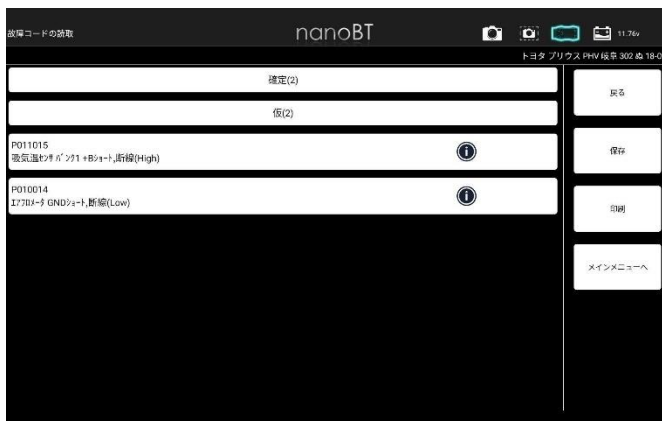 故障コードの読取
nanoBT
11.76v
トヨタ プリウス PHV 岐阜 302 ぬ 18-0
確定(2)
仮(2)
P011015
吸気温ｾﾝｻ ﾊﾞﾝｸ1 +Bｼｮｰﾄ,断線(High)
P010014
ｴｱﾌﾛﾒｰﾀ GNDｼｮｰﾄ,断線(Low)
戻る
保存
印刷
メインメニューへ